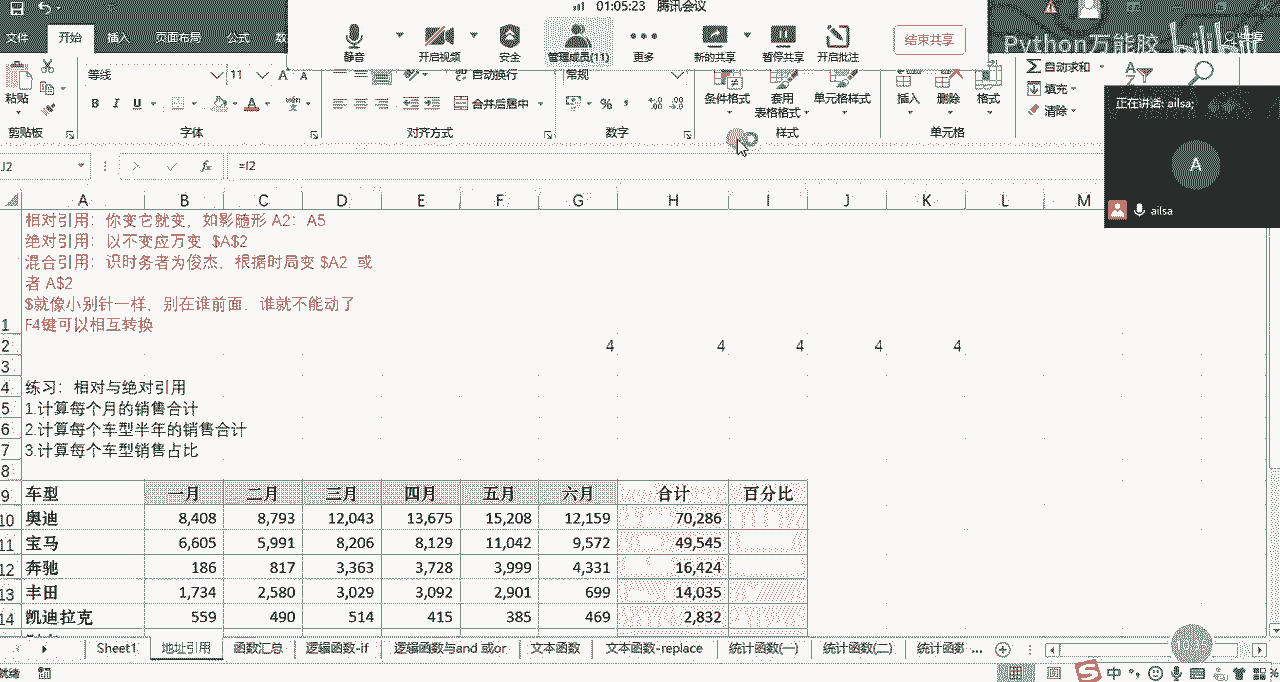 01:05:23 腾讯会议
静音 开启视频 安全 管理成员(11) 更多 新的共享 暂停共享 开启批注 结束共享
Python万能胶 bilibili
文件 开始 插入 页面布局 公式 数
粘贴 等线 11 A A 自动换行 常规 条件格式 套用 表格格式 单元格样式 插入 删除 格式 自动求和
B I U A 合并后居中 % 填充
清除
剪贴板 字体 对齐方式 数字 样式 单元格
正在讲话: ailsa;
A
ailsa
J2 fx =I2
A B C D E F G H I J K L M
相对引用：你变它就变，如影随形 A2：A5
绝对引用：以不变应万变 $A$2
混合引用：识时务者为俊杰，根据时局变 $A2 或
者 A$2
$就像小别针一样，别在谁前面，谁就不能动了
1 F4键可以相互转换
2 4 4 4 4 4
3
4 练习：相对与绝对引用
5 1.计算每个月的销售合计
6 2.计算每个车型半年的销售合计
7 3.计算每个车型销售占比
8
9 车型 一月 二月 三月 四月 五月 六月 合计 百分比
10 奥迪 8,408 8,793 12,043 13,675 15,208 12,159 70,286
11 宝马 6,605 5,991 8,206 8,129 11,042 9,572 49,545
12 奔驰 186 817 3,363 3,728 3,999 4,331 16,424
13 丰田 1,734 2,580 3,029 3,092 2,901 699 14,035
14 凯迪拉克 559 490 514 415 385 469 2,832
Sheet1 地址引用 函数汇总 逻辑函数-if 逻辑函数与and 或or 文本函数 文本函数-replace 统计函数(一) 统计函数(二) 统计函数 ...
就绪 中